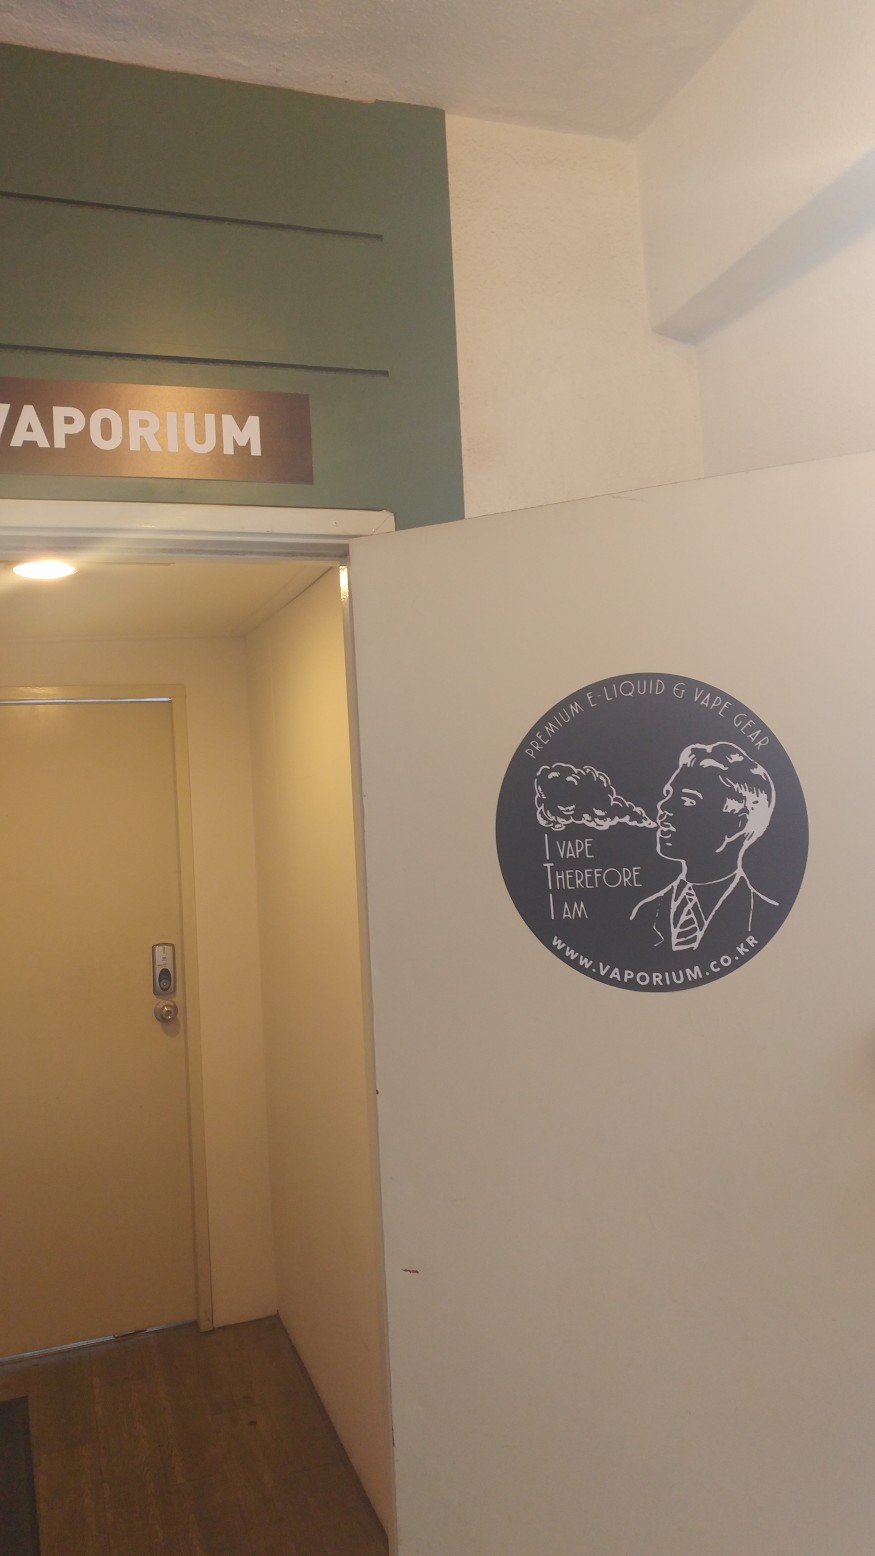 VAPORIUM
PREMIUM E-LIQUID & VAPE GEAR
I VAPE
THEREFORE
I AM
WWW.VAPORIUM.CO.KR